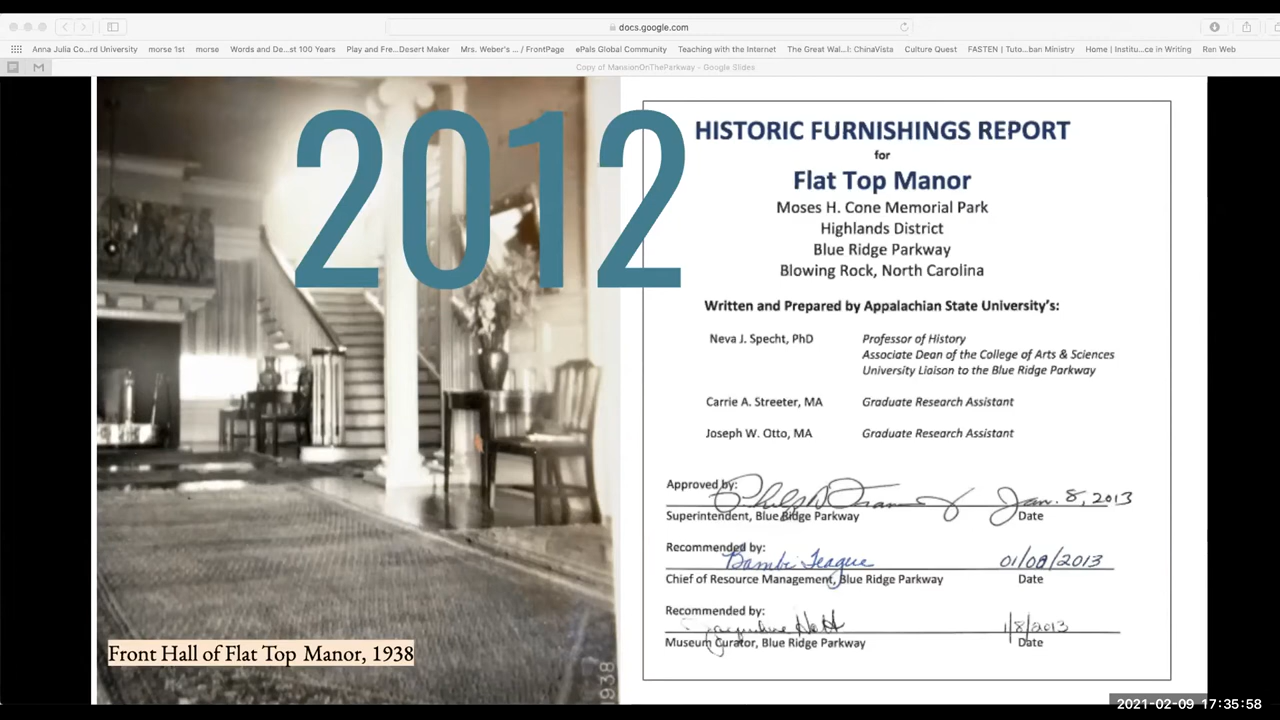 docs.google.com
Anna Julia Co...rd University morse 1st morse Words and De...st 100 Years Play and Fre...Desert Maker Mrs. Weber's ... / FrontPage ePals Global Community Teaching with the Internet The Great Wal...l: ChinaVista Culture Quest FASTEN | Tuto...ban Ministry Home | Institu...ce in Writing Ren Web
Copy of MansionOnTheParkway - Google Slides
2012
HISTORIC FURNISHINGS REPORT
for
Flat Top Manor
Moses H. Cone Memorial Park
Highlands District
Blue Ridge Parkway
Blowing Rock, North Carolina
Written and Prepared by Appalachian State University's:
Neva J. Specht, PhD Professor of History
Associate Dean of the College of Arts & Sciences
University Liaison to the Blue Ridge Parkway
Carrie A. Streeter, MA Graduate Research Assistant
Joseph W. Otto, MA Graduate Research Assistant
Approved by:
Jan. 8, 2013
Superintendent, Blue Ridge Parkway Date
Recommended by:
Bambi Teague 01/08/2013
Chief of Resource Management, Blue Ridge Parkway Date
Recommended by:
1/8/2013
Museum Curator, Blue Ridge Parkway Date
Front Hall of Flat Top Manor, 1938
1938
2021-02-09 17:35:58